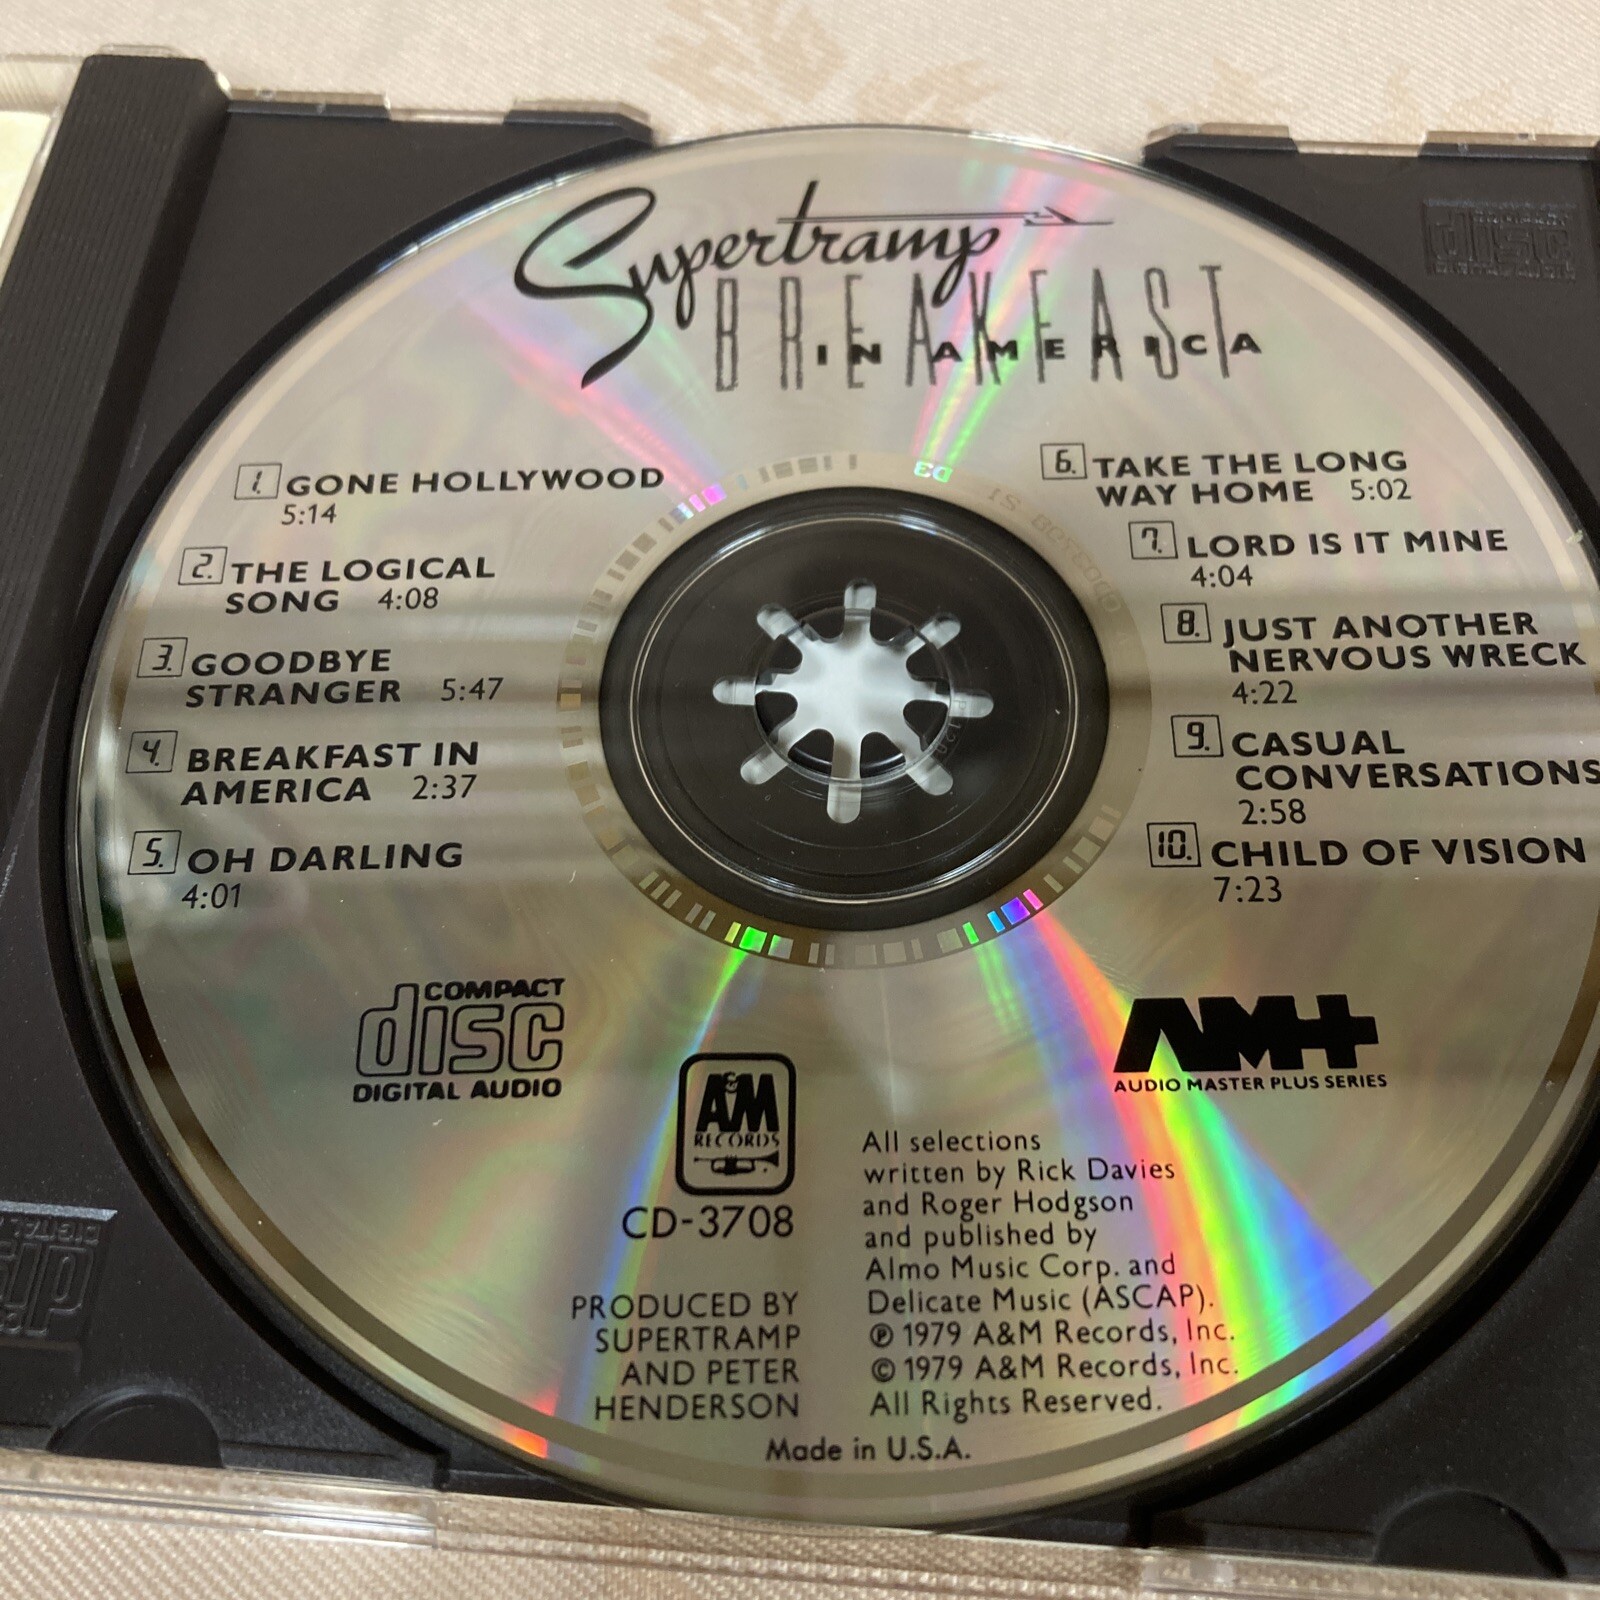 Supertramp
BREAKFAST
IN AMERICA
1. GONE HOLLYWOOD
5:14
2. THE LOGICAL
SONG 4:08
3. GOODBYE
STRANGER 5:47
4. BREAKFAST IN
AMERICA 2:37
5. OH DARLING
4:01
6. TAKE THE LONG
WAY HOME 5:02
7. LORD IS IT MINE
4:04
8. JUST ANOTHER
NERVOUS WRECK
4:22
9. CASUAL
CONVERSATIONS
2:58
10. CHILD OF VISION
7:23
D3
COMPACT
disc
DIGITAL AUDIO
A&M
RECORDS
CD-3708
AM+
AUDIO MASTER PLUS SERIES
PRODUCED BY
SUPERTRAMP
AND PETER
HENDERSON
All selections
written by Rick Davies
and Roger Hodgson
and published by
Almo Music Corp. and
Delicate Music (ASCAP).
℗ 1979 A&M Records, Inc.
© 1979 A&M Records, Inc.
All Rights Reserved.
Made in U.S.A.
disc